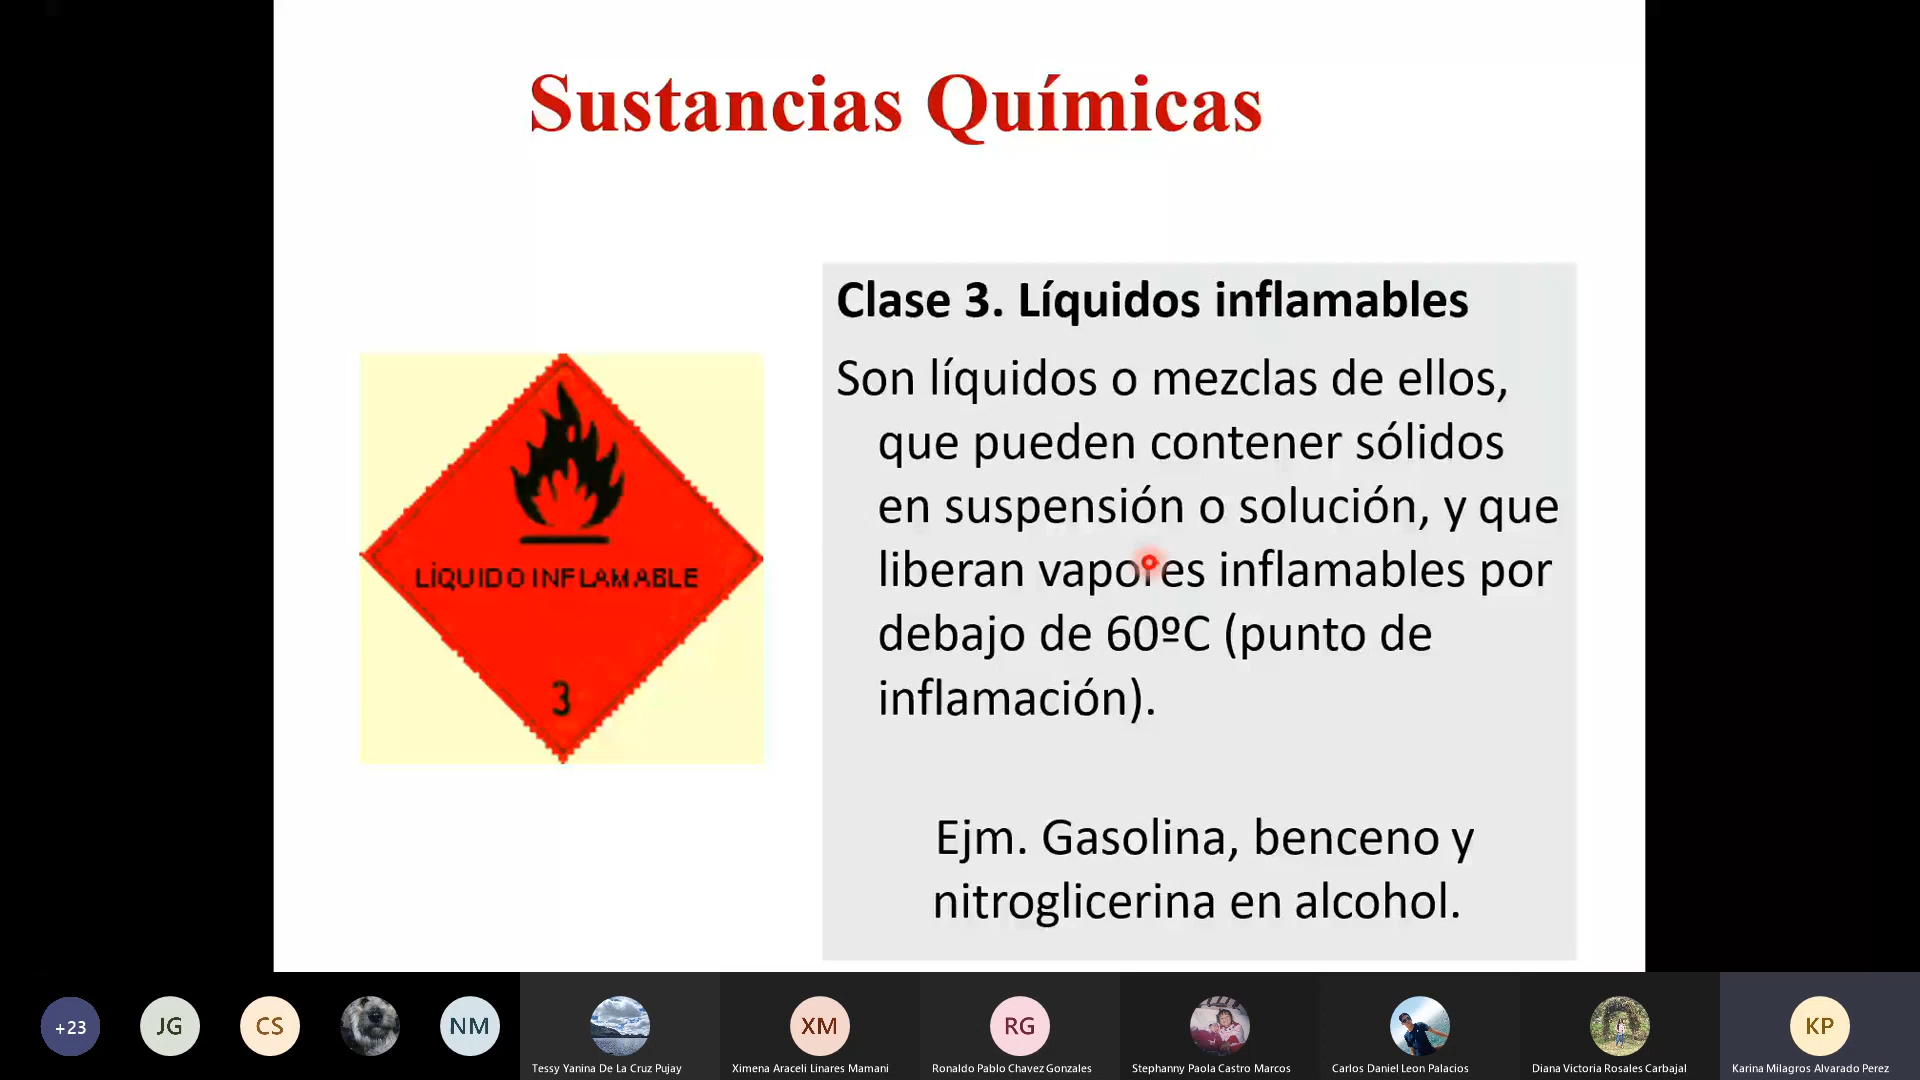 Sustancias Químicas
Clase 3. Líquidos inflamables
Son líquidos o mezclas de ellos,
que pueden contener sólidos
en suspensión o solución, y que
liberan vapores inflamables por
debajo de 60ºC (punto de
inflamación).
Ejm. Gasolina, benceno y
nitroglicerina en alcohol.
LÍQUIDO INFLAMABLE
3
+23
JG
CS
NM
XM
RG
KP
Tessy Yanina De La Cruz Pujay
Ximena Araceli Linares Mamani
Ronaldo Pablo Chavez Gonzales
Stephanny Paola Castro Marcos
Carlos Daniel Leon Palacios
Diana Victoria Rosales Carbajal
Karina Milagros Alvarado Perez